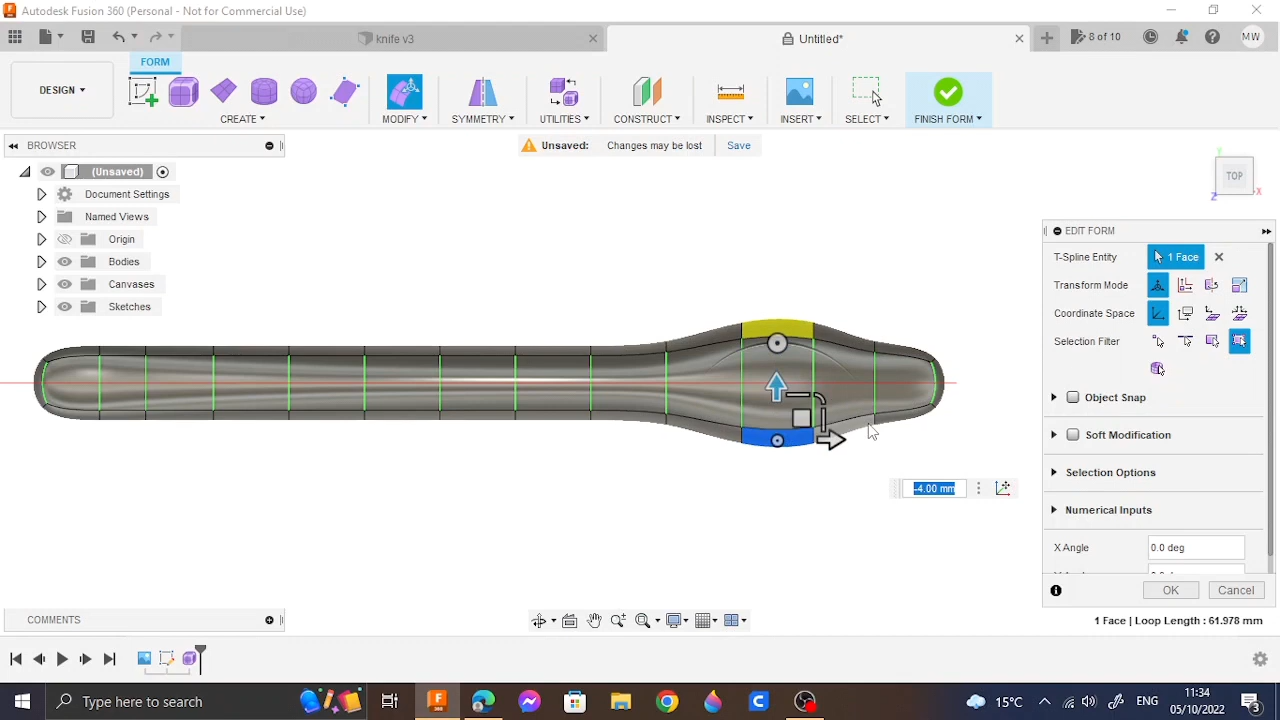 Autodesk Fusion 360 (Personal - Not for Commercial Use)
knife v3
Untitled*
8 of 10
MW
FORM
DESIGN
CREATE
MODIFY
SYMMETRY
UTILITIES
CONSTRUCT
INSPECT
INSERT
SELECT
FINISH FORM
BROWSER
Unsaved: Changes may be lost Save
(Unsaved)
Document Settings
Named Views
Origin
Bodies
Canvases
Sketches
TOP
Y
X
Z
EDIT FORM
T-Spline Entity 1 Face
Transform Mode
Coordinate Space
Selection Filter
Object Snap
Soft Modification
Selection Options
Numerical Inputs
X Angle 0.0 deg
OK Cancel
-4.00 mm
COMMENTS
1 Face | Loop Length : 61.978 mm
F
360
Type here to search
15°C
ENG
11:34
05/10/2022
3